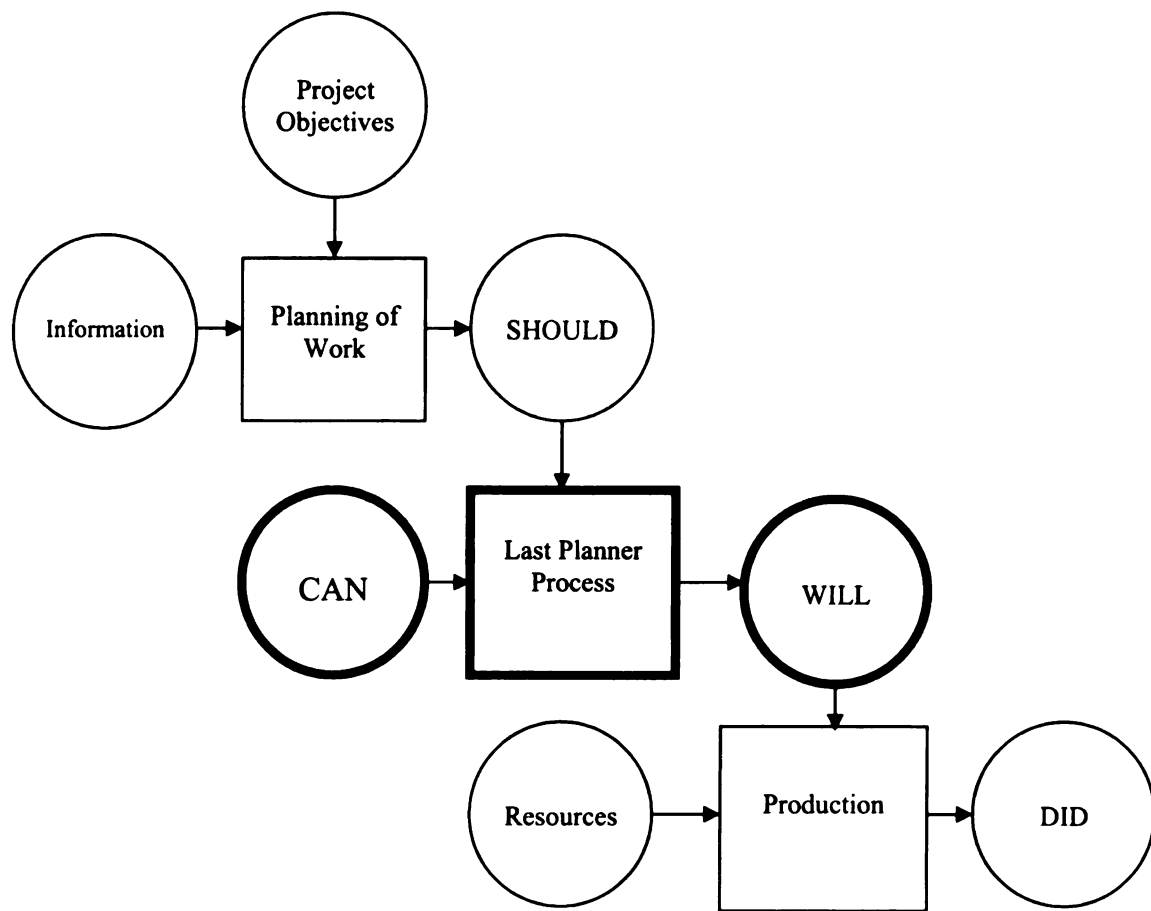 Project
Objectives
Information
Planning of
Work
SHOULD
CAN
Last Planner
Process
WILL
Resources
Production
DID